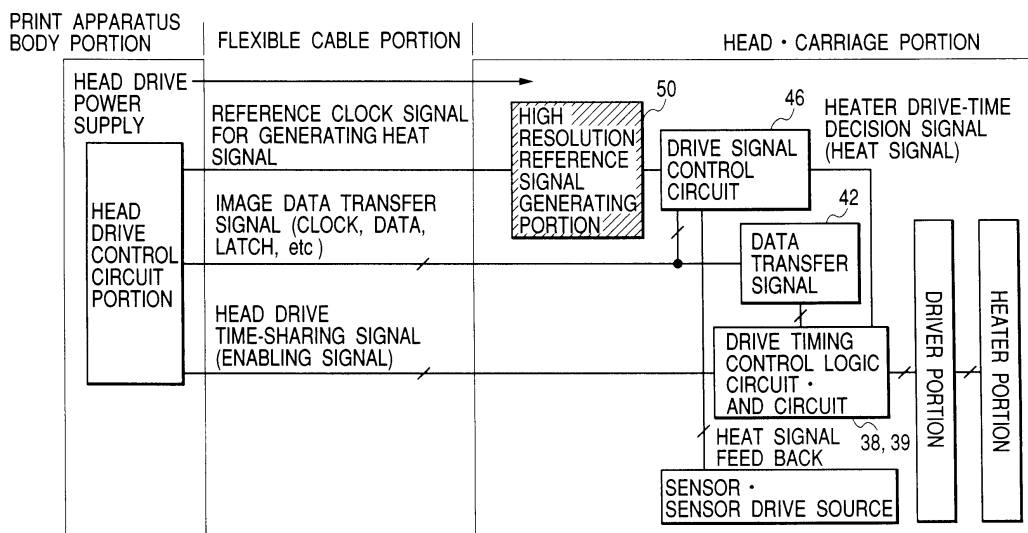 PRINT APPARATUS
BODY PORTION
FLEXIBLE CABLE PORTION
HEAD・CARRIAGE PORTION
HEAD DRIVE
POWER
SUPPLY
REFERENCE CLOCK SIGNAL
FOR GENERATING HEAT
SIGNAL
50
HIGH
RESOLUTION
REFERENCE
SIGNAL
GENERATING
PORTION
46
DRIVE SIGNAL
CONTROL
CIRCUIT
HEATER DRIVE-TIME
DECISION SIGNAL
(HEAT SIGNAL)
HEAD
DRIVE
CONTROL
CIRCUIT
PORTION
IMAGE DATA TRANSFER
SIGNAL (CLOCK, DATA,
LATCH, etc)
42
DATA
TRANSFER
SIGNAL
HEAD DRIVE
TIME-SHARING SIGNAL
(ENABLING SIGNAL)
DRIVE TIMING
CONTROL LOGIC
CIRCUIT・
AND CIRCUIT
38, 39
DRIVER PORTION
HEATER PORTION
HEAT SIGNAL
FEED BACK
SENSOR・
SENSOR DRIVE SOURCE